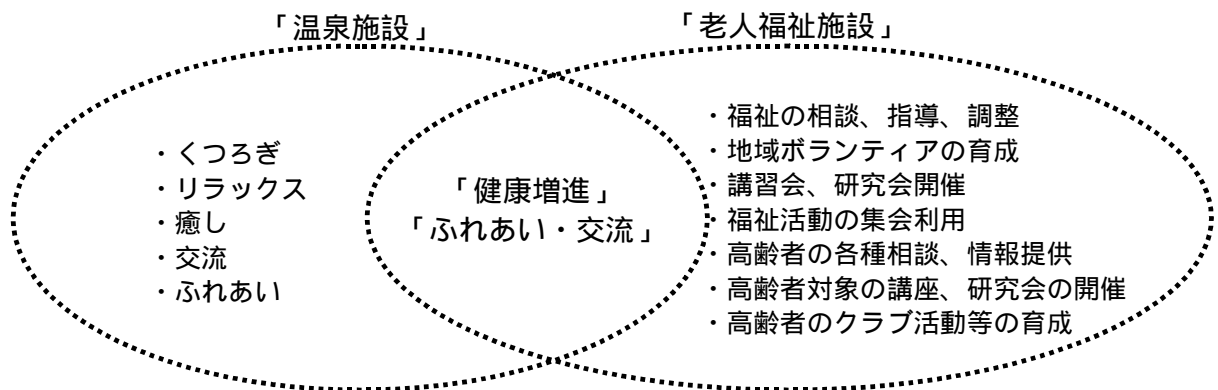 「温泉施設」
「老人福祉施設」
・くつろぎ
・リラックス
・癒し
・交流
・ふれあい
「健康増進」
「ふれあい・交流」
・福祉の相談、指導、調整
・地域ボランティアの育成
・講習会、研究会開催
・福祉活動の集会利用
・高齢者の各種相談、情報提供
・高齢者対象の講座、研究会の開催
・高齢者のクラブ活動等の育成